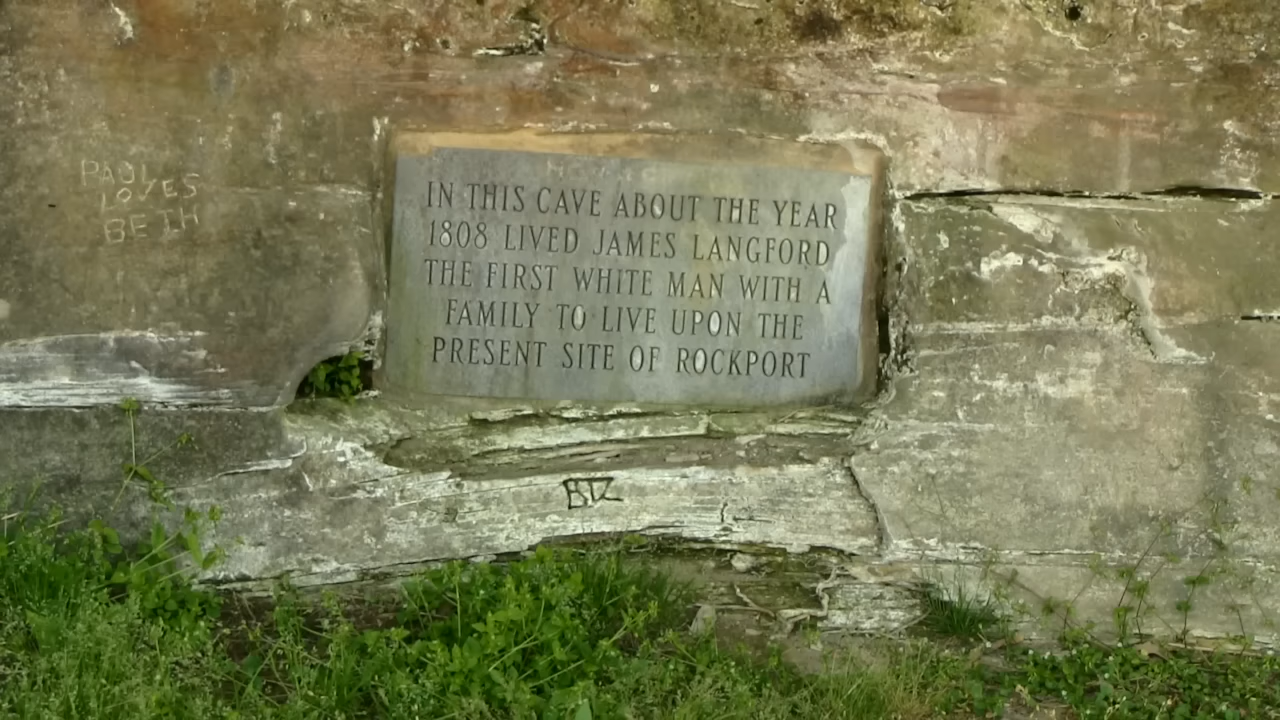 PAUL
LOVES
BETH
IN THIS CAVE ABOUT THE YEAR
1808 LIVED JAMES LANGFORD
THE FIRST WHITE MAN WITH A
FAMILY TO LIVE UPON THE
PRESENT SITE OF ROCKPORT